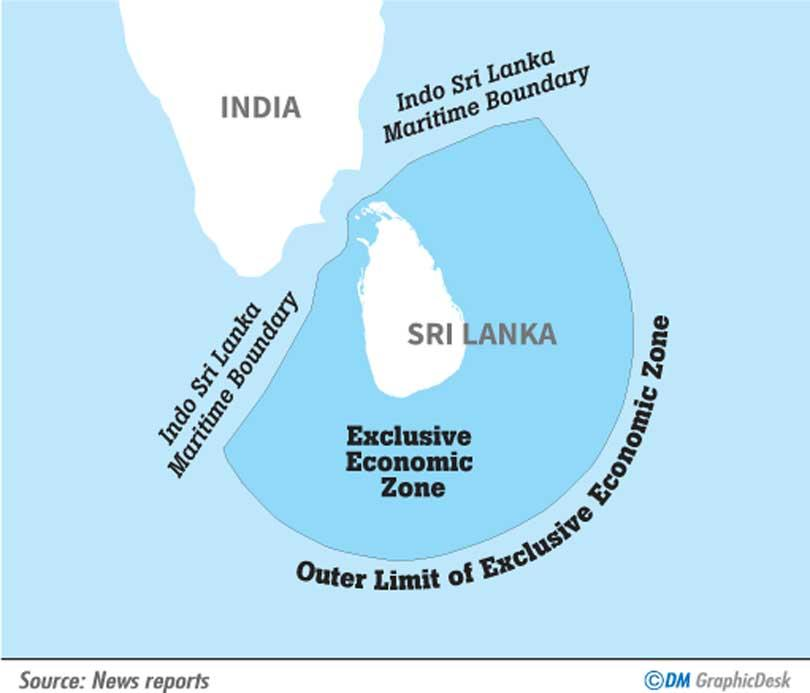 INDIA
Indo Sri Lanka
Maritime Boundary
SRI LANKA
Indo Sri Lanka
Maritime Boundary
Exclusive
Economic
Zone
Outer Limit of Exclusive Economic Zone
Source: News reports
©DM GraphicDesk